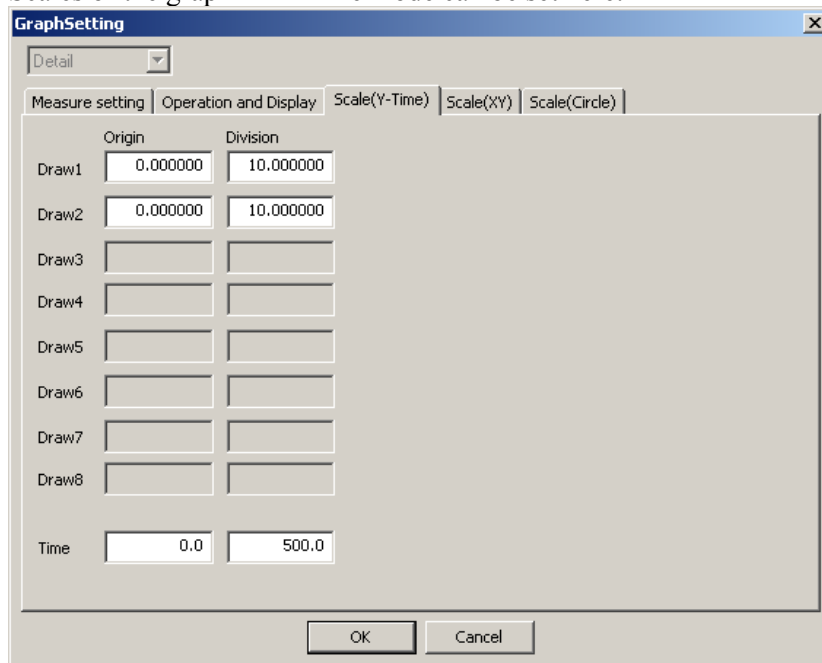 GraphSetting
Detail
Measure setting Operation and Display Scale(Y-Time) Scale(XY) Scale(Circle)
Origin Division
Draw1 0.000000 10.000000
Draw2 0.000000 10.000000
Draw3
Draw4
Draw5
Draw6
Draw7
Draw8
Time 0.0 500.0
OK Cancel